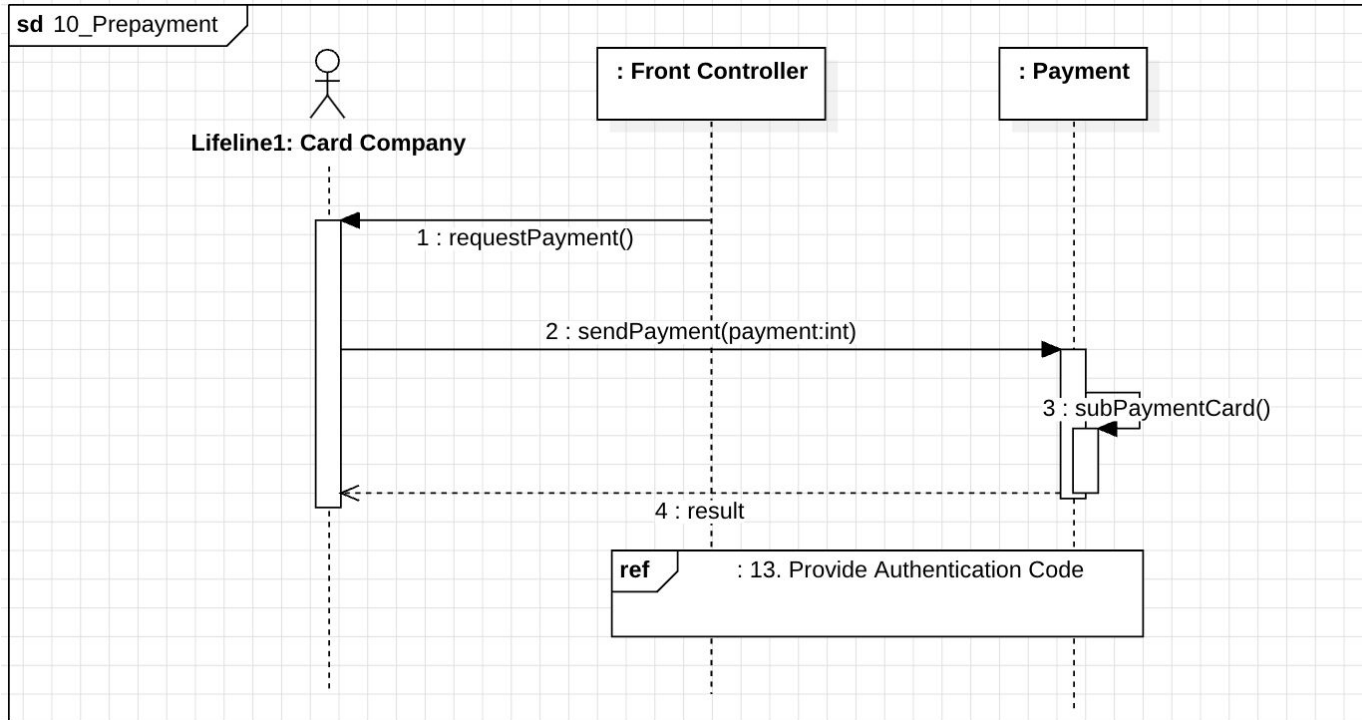 sd 10_Prepayment
Lifeline1: Card Company
: Front Controller
: Payment
1 : requestPayment()
2 : sendPayment(payment:int)
3 : subPaymentCard()
4 : result
ref : 13. Provide Authentication Code